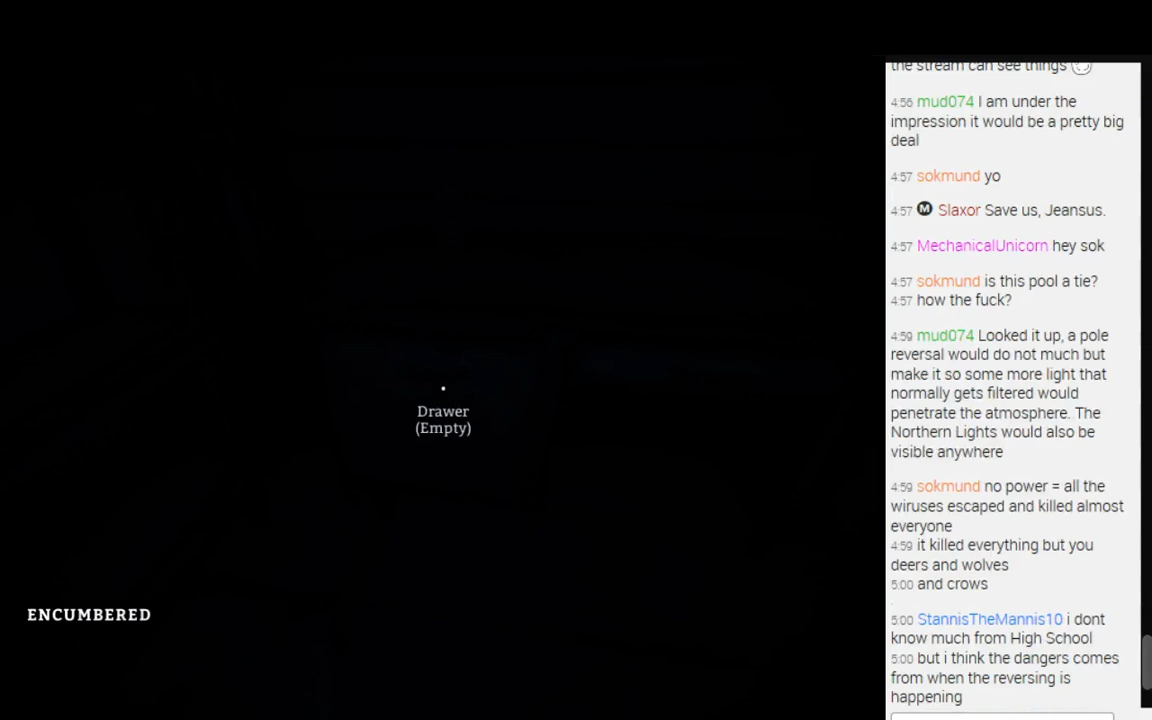 the stream can see things
4:56 mud074 I am under the
impression it would be a pretty big
deal
4:57 sokmund yo
4:57 M Slaxor Save us, Jeansus.
4:57 MechanicalUnicorn hey sok
4:57 sokmund is this pool a tie?
4:57 how the fuck?
4:59 mud074 Looked it up, a pole
reversal would do not much but
make it so some more light that
normally gets filtered would
penetrate the atmosphere. The
Northern Lights would also be
visible anywhere
4:59 sokmund no power = all the
wiruses escaped and killed almost
everyone
4:59 it killed everything but you
deers and wolves
5:00 and crows
5:00 StannisTheMannis10 i dont
know much from High School
5:00 but i think the dangers comes
from when the reversing is
happening
Drawer
(Empty)
ENCUMBERED